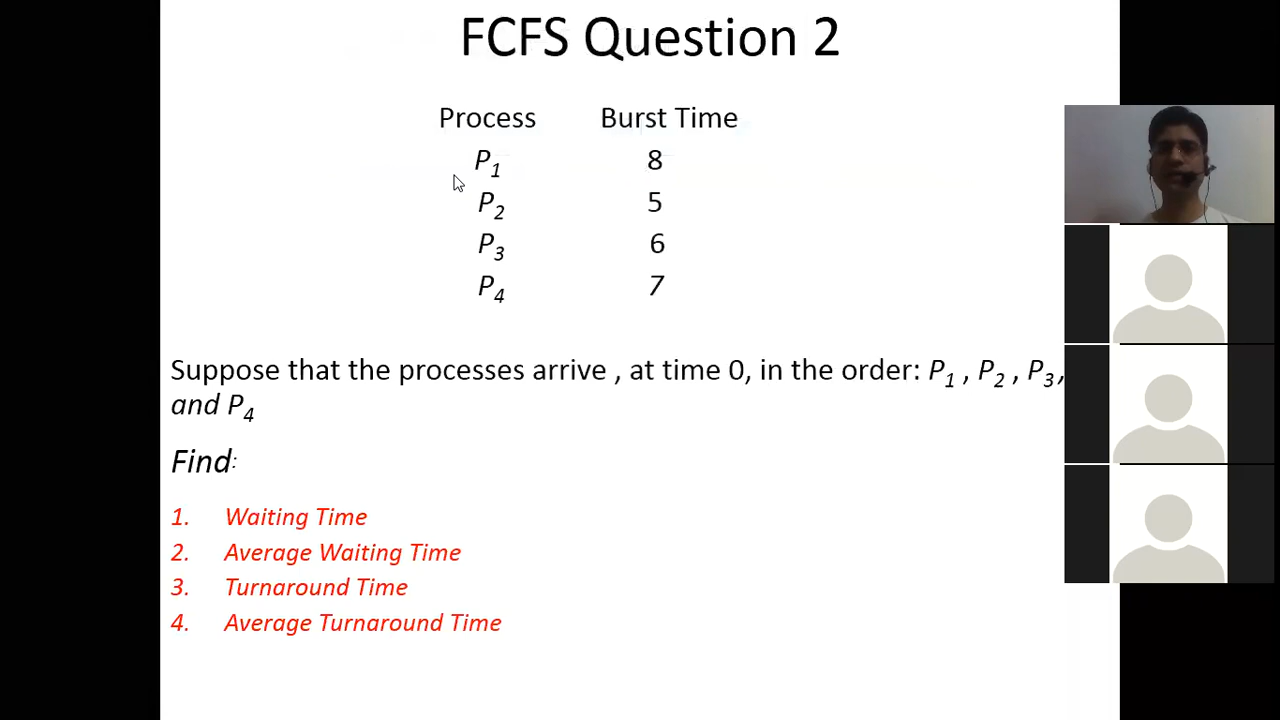 FCFS Question 2
Process Burst Time
P1 8
P2 5
P3 6
P4 7
Suppose that the processes arrive , at time 0, in the order: P1 , P2 , P3,
and P4
Find:
1. Waiting Time
2. Average Waiting Time
3. Turnaround Time
4. Average Turnaround Time